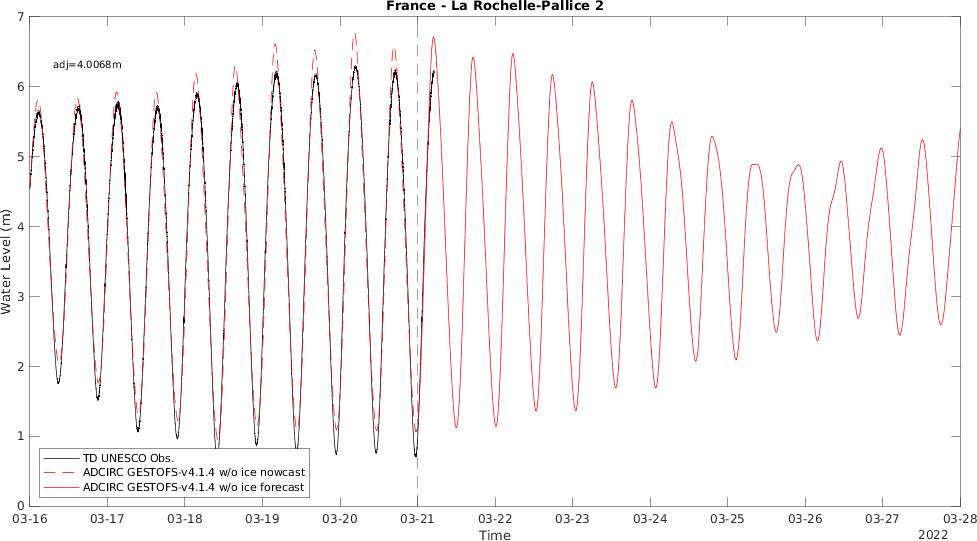 France - La Rochelle-Pallice 2
7
adj=4.0068m
6
5
4
3
2
1
0
Water Level (m)
TD UNESCO Obs.
ADCIRC GESTOFS-v4.1.4 w/o ice nowcast
ADCIRC GESTOFS-v4.1.4 w/o ice forecast
03-16 03-17 03-18 03-19 03-20 03-21 03-22 03-23 03-24 03-25 03-26 03-27 03-28
Time
2022